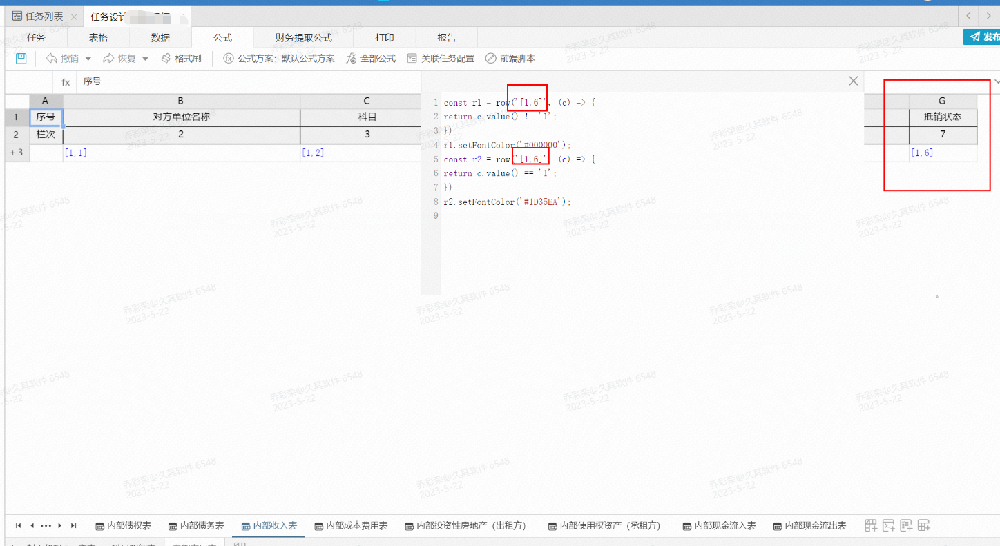 任务列表
任务设计
任务 表格 数据 公式 财务提取公式 打印 报告 发布
撤销 恢复 格式刷 公式方案：默认公式方案 全部公式 关联任务配置 前端脚本
fx 序号
A B C G
1 序号 对方单位名称 科目 抵销状态
2 栏次 2 3 7
+ 3 [1,1] [1,2] [1,6]
1 const r1 = row('[1,6]', (c) => {
2 return c.value() != '1';
3 })
4 r1.setFontColor('#000000');
5 const r2 = row('[1,6]' (c) => {
6 return c.value() == '1';
7 })
8 r2.setFontColor('#1D35EA');
9
内部债权表 内部债务表 内部收入表 内部成本费用表 内部投资性房地产（出租方） 内部使用权资产（承租方） 内部现金流入表 内部现金流出表
乔彩荣@久其软件 6548
2023-5-22